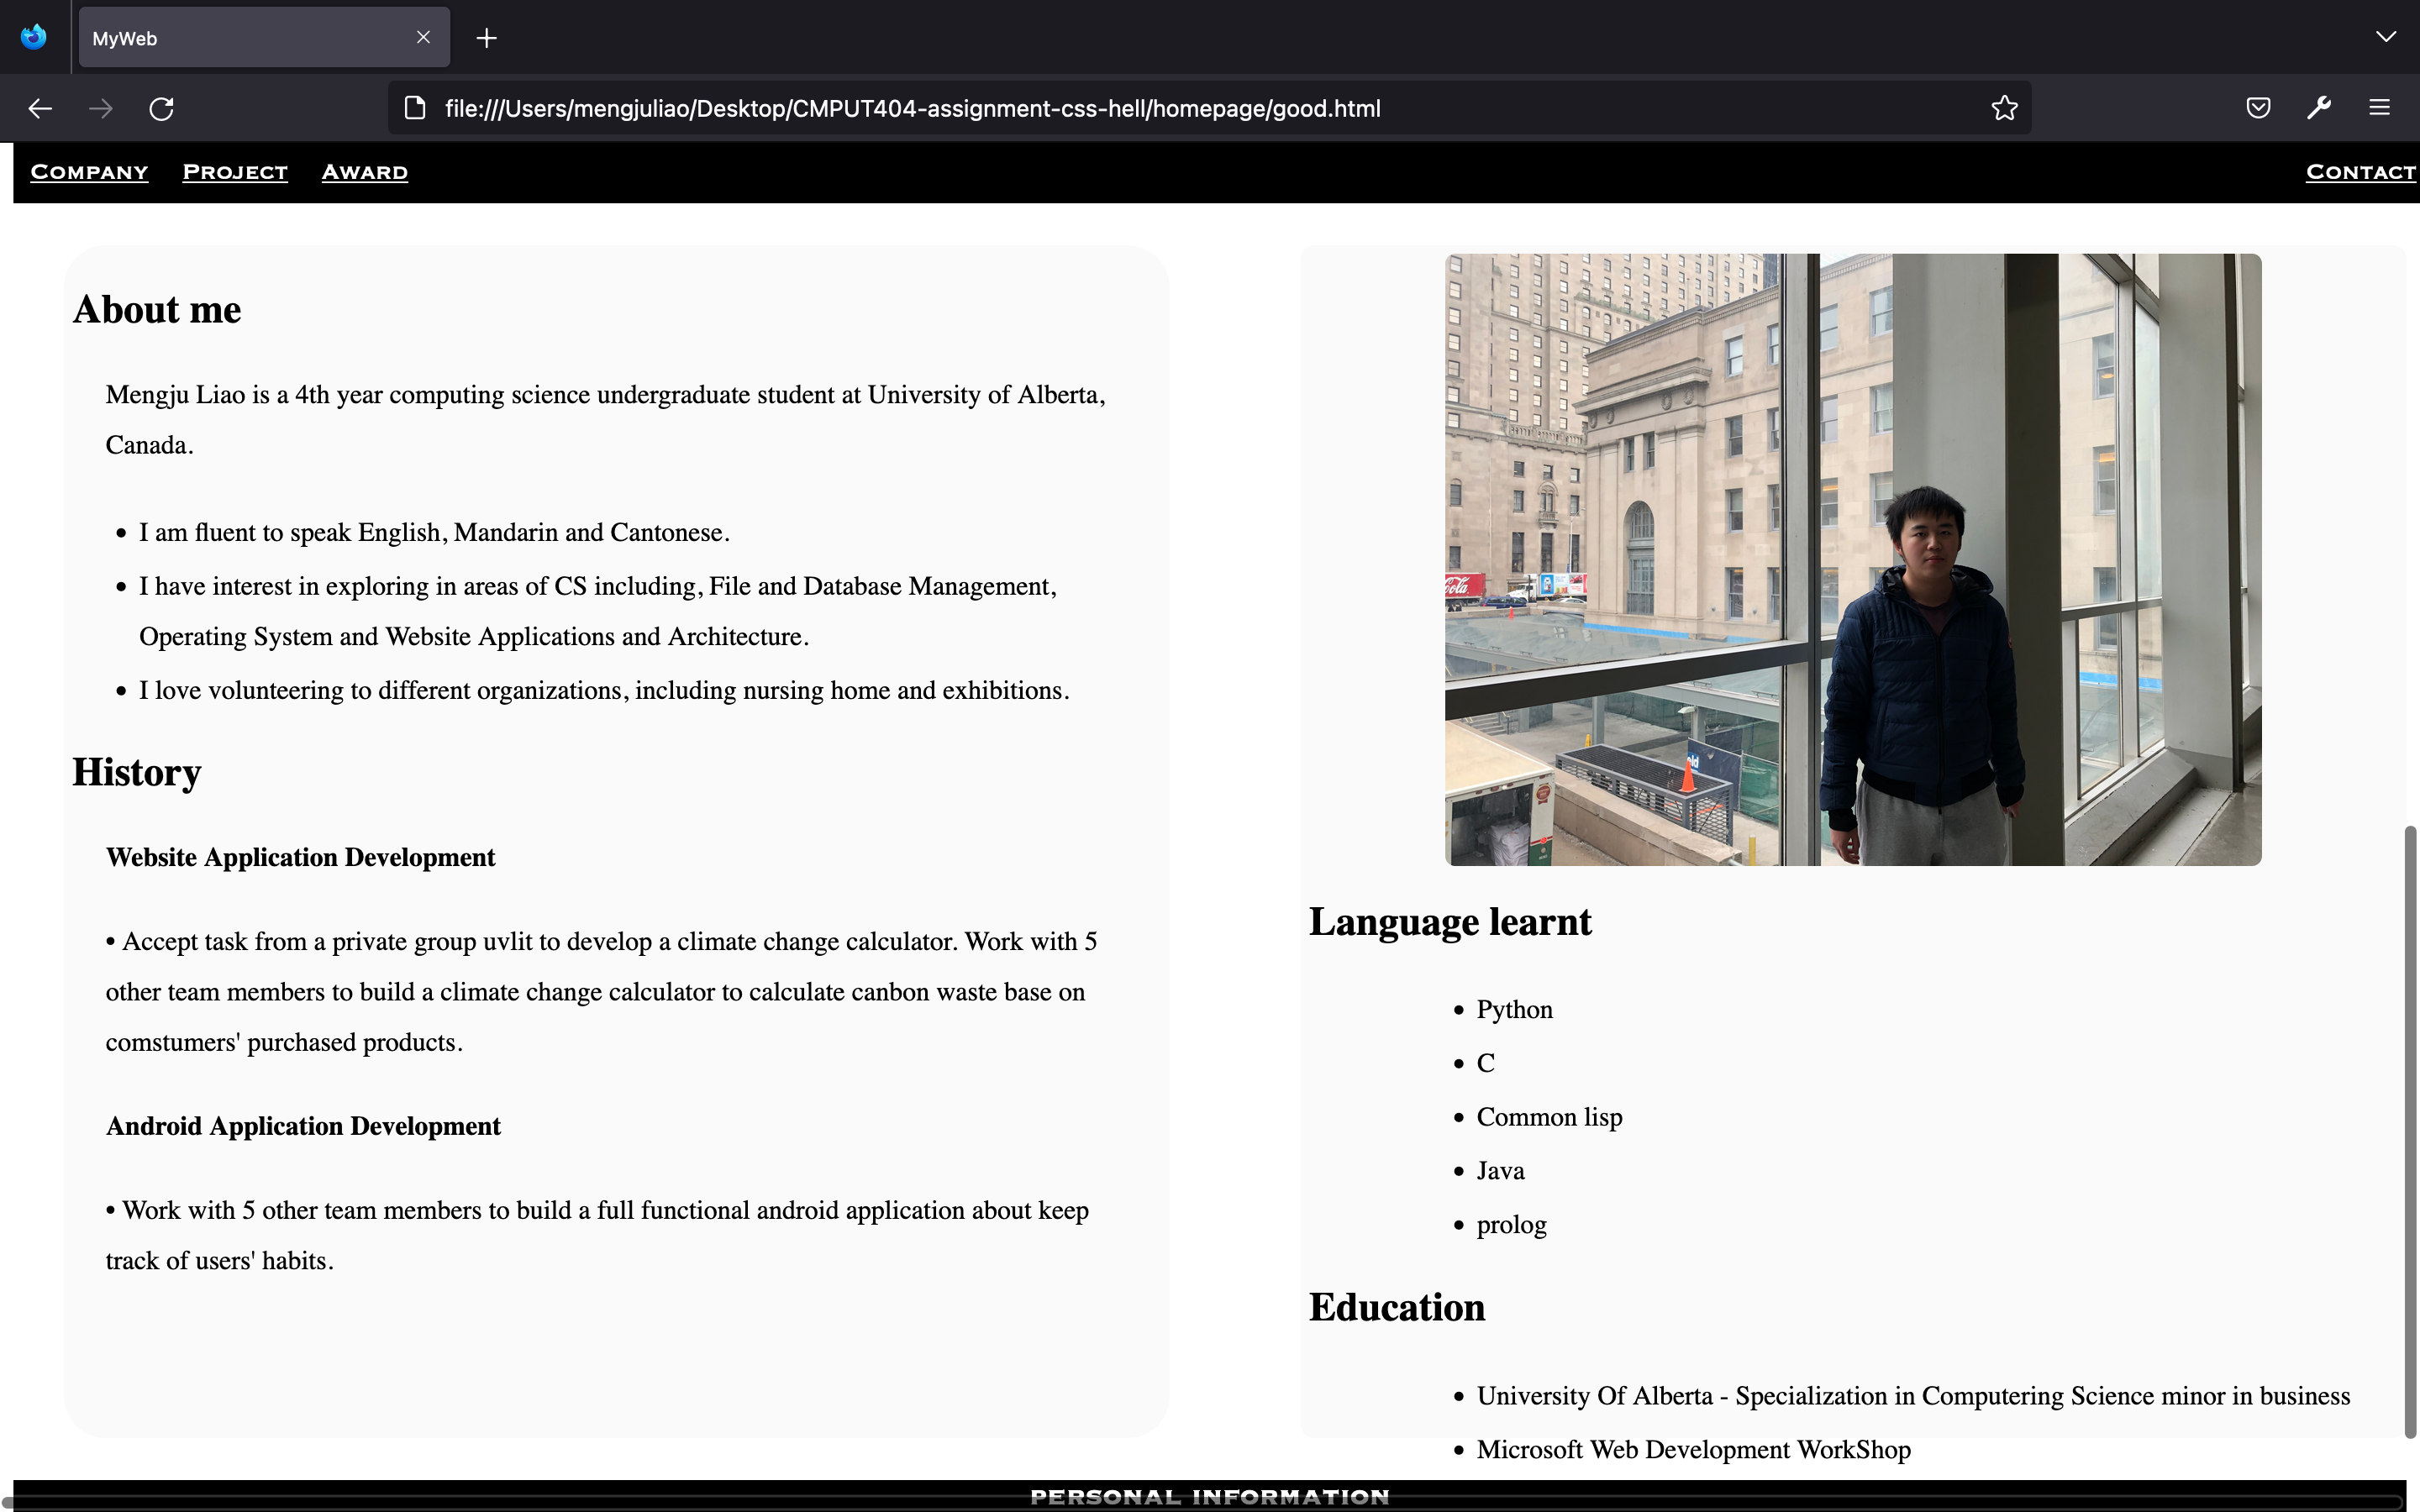 MyWeb
file:///Users/mengjuliao/Desktop/CMPUT404-assignment-css-hell/homepage/good.html
Company Project Award Contact
About me
Mengju Liao is a 4th year computing science undergraduate student at University of Alberta,
Canada.
• I am fluent to speak English, Mandarin and Cantonese.
• I have interest in exploring in areas of CS including, File and Database Management,
Operating System and Website Applications and Architecture.
• I love volunteering to different organizations, including nursing home and exhibitions.
History
Website Application Development
• Accept task from a private group uvlit to develop a climate change calculator. Work with 5
other team members to build a climate change calculator to calculate canbon waste base on
comstumers' purchased products.
Android Application Development
• Work with 5 other team members to build a full functional android application about keep
track of users' habits.
Cola
Language learnt
• Python
• C
• Common lisp
• Java
• prolog
Education
• University Of Alberta - Specialization in Computering Science minor in business
• Microsoft Web Development WorkShop
PERSONAL INFORMATION